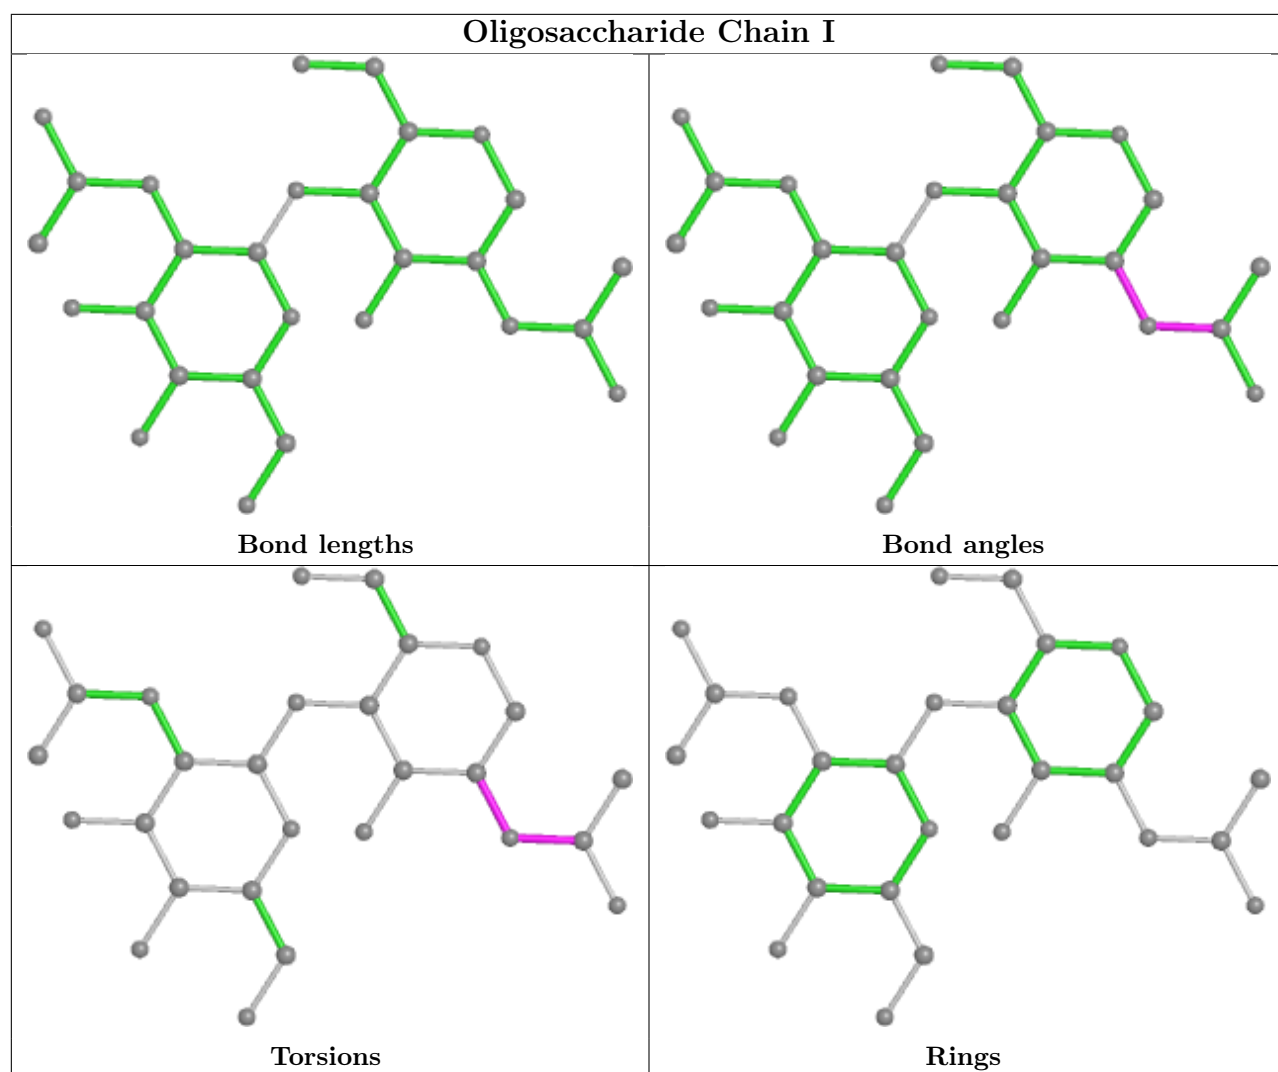 Oligosaccharide Chain I
Bond lengths
Bond angles
Torsions
Rings